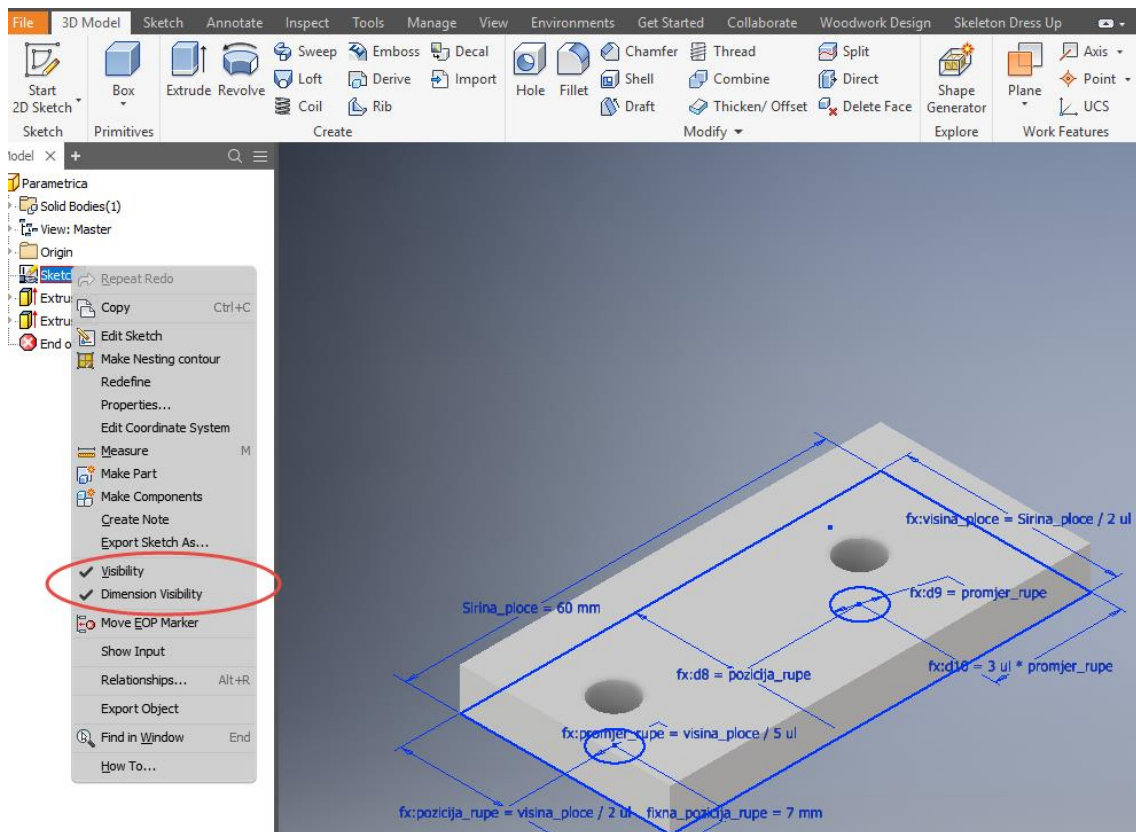 File 3D Model Sketch Annotate Inspect Tools Manage View Environments Get Started Collaborate Woodwork Design Skeleton Dress Up
Start
2D Sketch
Box
Extrude
Revolve
Sweep
Loft
Coil
Emboss
Derive
Rib
Decal
Import
Hole
Fillet
Chamfer
Shell
Draft
Thread
Combine
Thicken/ Offset
Split
Direct
Delete Face
Shape
Generator
Plane
Axis
Point
UCS
Sketch Primitives Create Modify Explore Work Features
Model
Parametrica
Solid Bodies(1)
View: Master
Origin
Sketc
Extru
Extru
End o
Repeat Redo
Copy Ctrl+C
Edit Sketch
Make Nesting contour
Redefine
Properties...
Edit Coordinate System
Measure M
Make Part
Make Components
Create Note
Export Sketch As...
Visibility
Dimension Visibility
Move EOP Marker
Show Input
Relationships... Alt+R
Export Object
Find in Window End
How To...
fx:visina_ploce = Sirina_ploce / 2 ul
Sirina_ploce = 60 mm
fx:d9 = promjer_rupe
fx:d8 = pozicija_rupe
fx:d10 = 3 ul * promjer_rupe
fx:promjer_rupe = visina_ploce / 5 ul
fx:pozicija_rupe = visina_ploce / 2 ul
fixna_pozicija_rupe = 7 mm